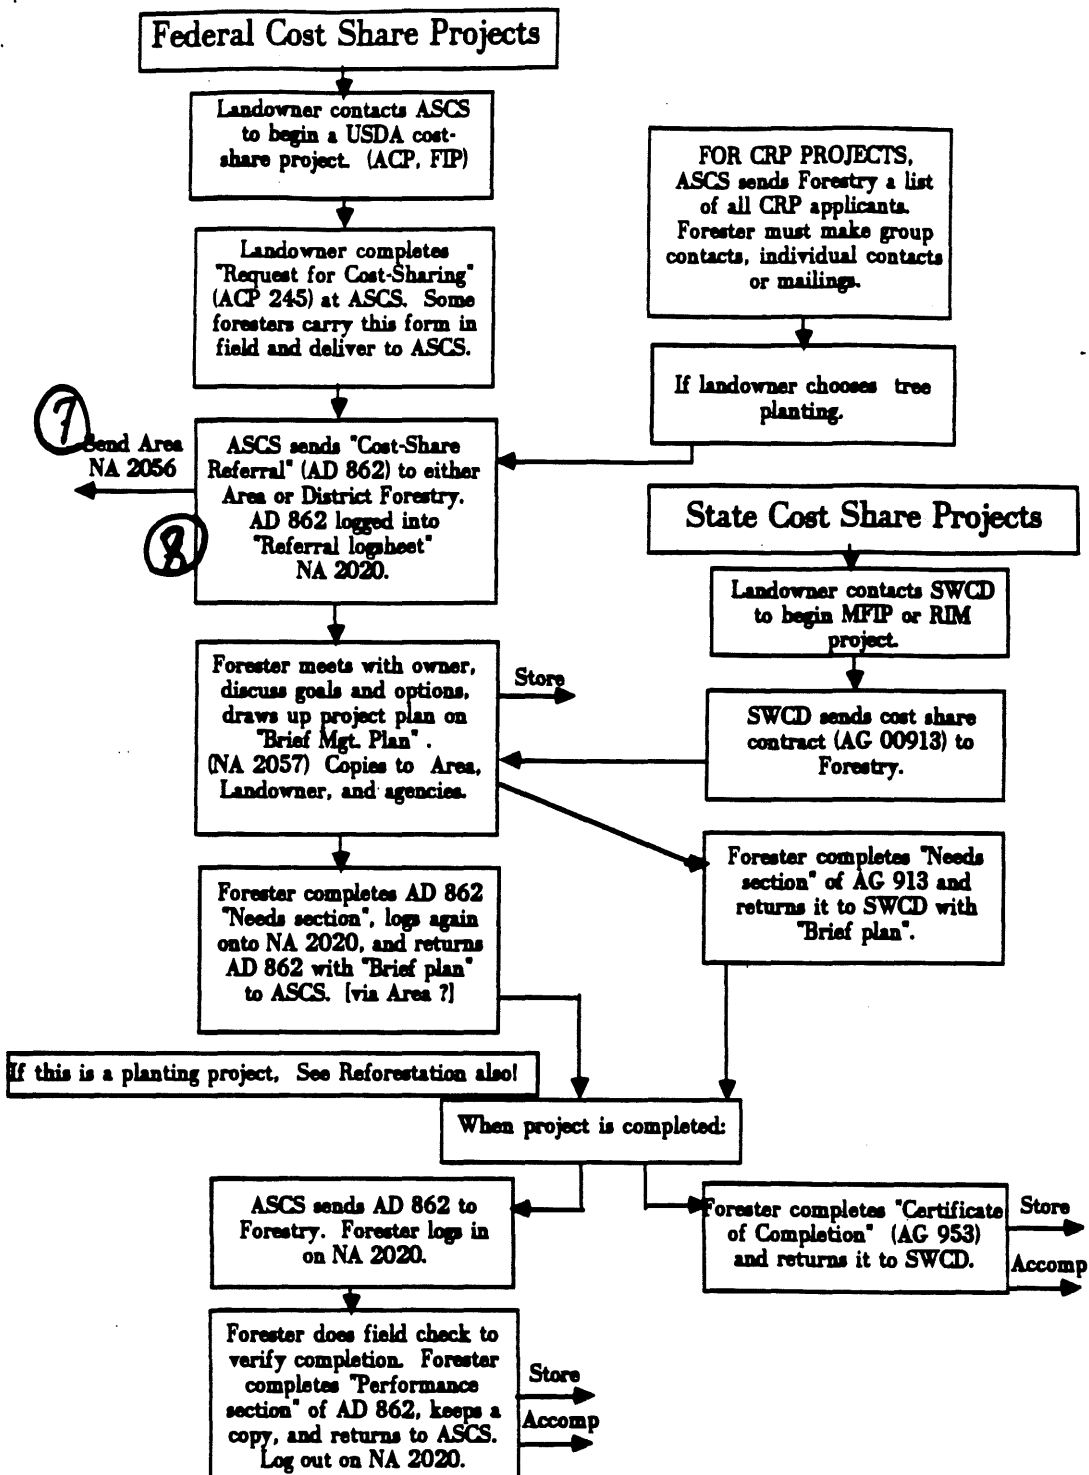 Federal Cost Share Projects
Landowner contacts ASCS
to begin a USDA cost-
share project. (ACP, FIP)
Landowner completes
"Request for Cost-Sharing"
(ACP 245) at ASCS. Some
foresters carry this form in
field and deliver to ASCS.
FOR CRP PROJECTS,
ASCS sends Forestry a list
of all CRP applicants.
Forester must make group
contacts, individual contacts
or mailings.
If landowner chooses tree
planting.
7
Send Area
NA 2056
8
ASCS sends "Cost-Share
Referral" (AD 862) to either
Area or District Forestry.
AD 862 logged into
"Referral logsheet"
NA 2020.
State Cost Share Projects
Landowner contacts SWCD
to begin MFIP or RIM
project.
SWCD sends cost share
contract (AG 00913) to
Forestry.
Forester meets with owner,
discuss goals and options,
draws up project plan on
"Brief Mgt. Plan" .
(NA 2057) Copies to Area,
Landowner, and agencies.
Store
Forester completes "Needs
section" of AG 913 and
returns it to SWCD with
"Brief plan".
Forester completes AD 862
"Needs section", logs again
onto NA 2020, and returns
AD 862 with "Brief plan"
to ASCS. [via Area ?]
If this is a planting project, See Reforestation also!
When project is completed:
ASCS sends AD 862 to
Forestry. Forester logs in
on NA 2020.
Forester completes "Certificate
of Completion" (AG 953)
and returns it to SWCD.
Store
Accomp
Forester does field check to
verify completion. Forester
completes "Performance
section" of AD 862, keeps a
copy, and returns to ASCS.
Log out on NA 2020.
Store
Accomp